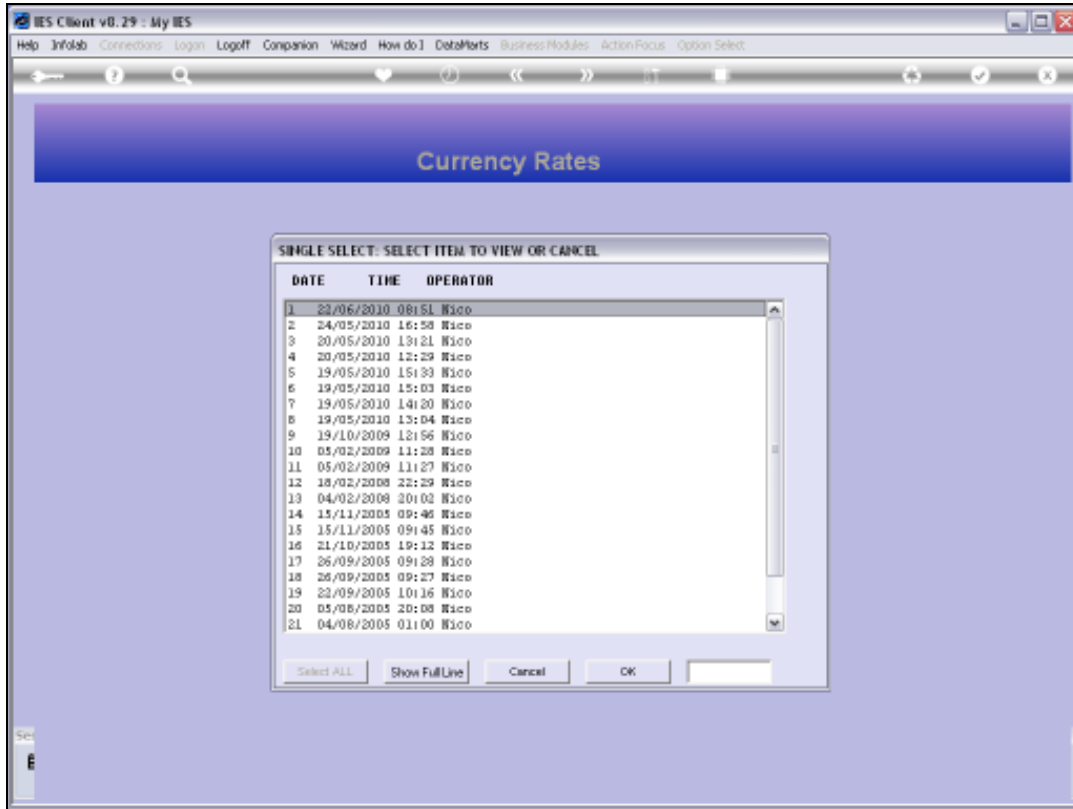 IES Client v8.29 : My IES
Help Infolab Connections Logon Logoff Companion Wizard How do I DataMarts Business Modules Action Focus Option Select
Currency Rates
SINGLE SELECT: SELECT ITEM TO VIEW OR CANCEL
DATE TIME OPERATOR
1 22/06/2010 08:51 Nico
2 24/05/2010 16:58 Nico
3 20/05/2010 13:21 Nico
4 20/05/2010 12:29 Nico
5 19/05/2010 15:33 Nico
6 19/05/2010 15:03 Nico
7 19/05/2010 14:20 Nico
8 19/05/2010 13:04 Nico
9 19/10/2009 12:56 Nico
10 05/02/2009 11:28 Nico
11 05/02/2009 11:27 Nico
12 18/02/2008 22:29 Nico
13 04/02/2008 20:02 Nico
14 15/11/2005 09:46 Nico
15 15/11/2005 09:45 Nico
16 21/10/2005 19:12 Nico
17 26/09/2005 09:28 Nico
18 26/09/2005 09:27 Nico
19 22/09/2005 10:16 Nico
20 05/08/2005 20:08 Nico
21 04/08/2005 01:00 Nico
Select ALL Show Full Line Cancel OK